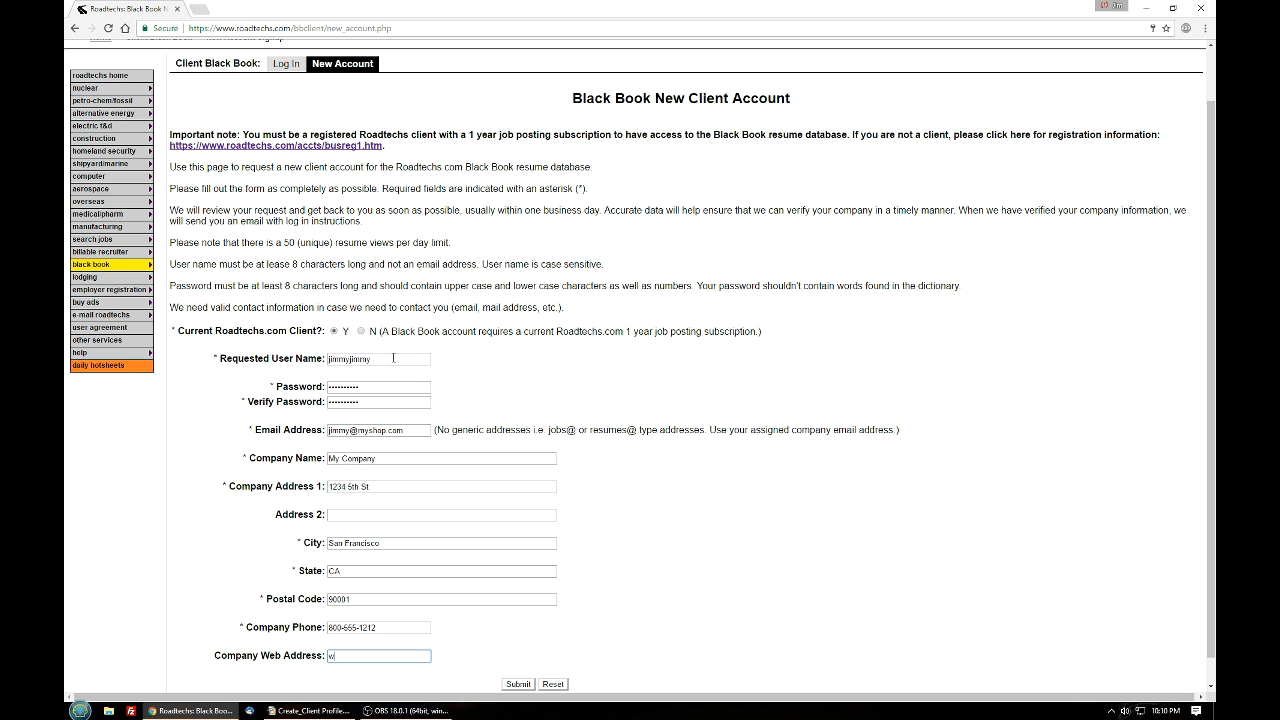 Roadtechs: Black Book N
Jim
Secure
https://www.roadtechs.com/bbclient/new_account.php
Client Black Book:
Log In
New Account
roadtechs home
nuclear
petro-chem/fossil
alternative energy
electric t&d
construction
homeland security
shipyard/marine
computer
aerospace
overseas
medical/pharm
manufacturing
search jobs
billable recruiter
black book
lodging
employer registration
buy ads
e-mail roadtechs
user agreement
other services
help
daily hotsheets
Black Book New Client Account
Important note: You must be a registered Roadtechs client with a 1 year job posting subscription to have access to the Black Book resume database. If you are not a client, please click here for registration information:
https://www.roadtechs.com/accts/busreg1.htm.
Use this page to request a new client account for the Roadtechs.com Black Book resume database.
Please fill out the form as completely as possible. Required fields are indicated with an asterisk (*).
We will review your request and get back to you as soon as possible, usually within one business day. Accurate data will help ensure that we can verify your company in a timely manner. When we have verified your company information, we
will send you an email with log in instructions.
Please note that there is a 50 (unique) resume views per day limit.
User name must be at lease 8 characters long and not an email address. User name is case sensitive.
Password must be at least 8 characters long and should contain upper case and lower case characters as well as numbers. Your password shouldn't contain words found in the dictionary.
We need valid contact information in case we need to contact you (email, mail address, etc.).
* Current Roadtechs.com Client?: Y N (A Black Book account requires a current Roadtechs.com 1 year job posting subscription.)
* Requested User Name: jimmyjimmy
* Password: ••••••••••
* Verify Password: ••••••••••
* Email Address: jimmy@myshop.com (No generic addresses i.e. jobs@ or resumes@ type addresses. Use your assigned company email address.)
* Company Name: My Company
* Company Address 1: 1234 5th St
Address 2:
* City: San Francisco
* State: CA
* Postal Code: 90001
* Company Phone: 800-555-1212
Company Web Address: w
Submit Reset
Roadtechs: Black Boo...
Create_Client Profile...
OBS 18.0.1 (64bit, win...
10:10 PM